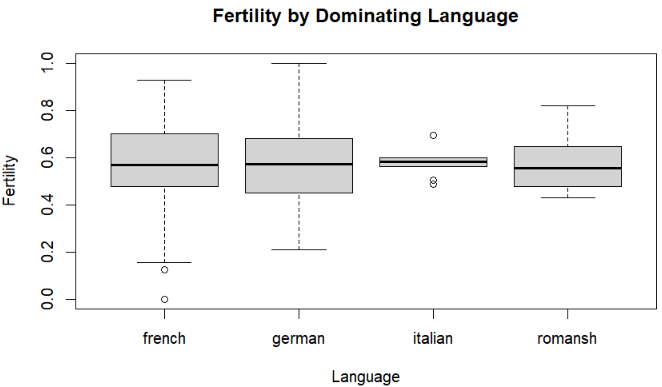 Fertility by Dominating Language
Fertility
1.0
0.8
0.6
0.4
0.2
0.0
french german italian romansh
Language